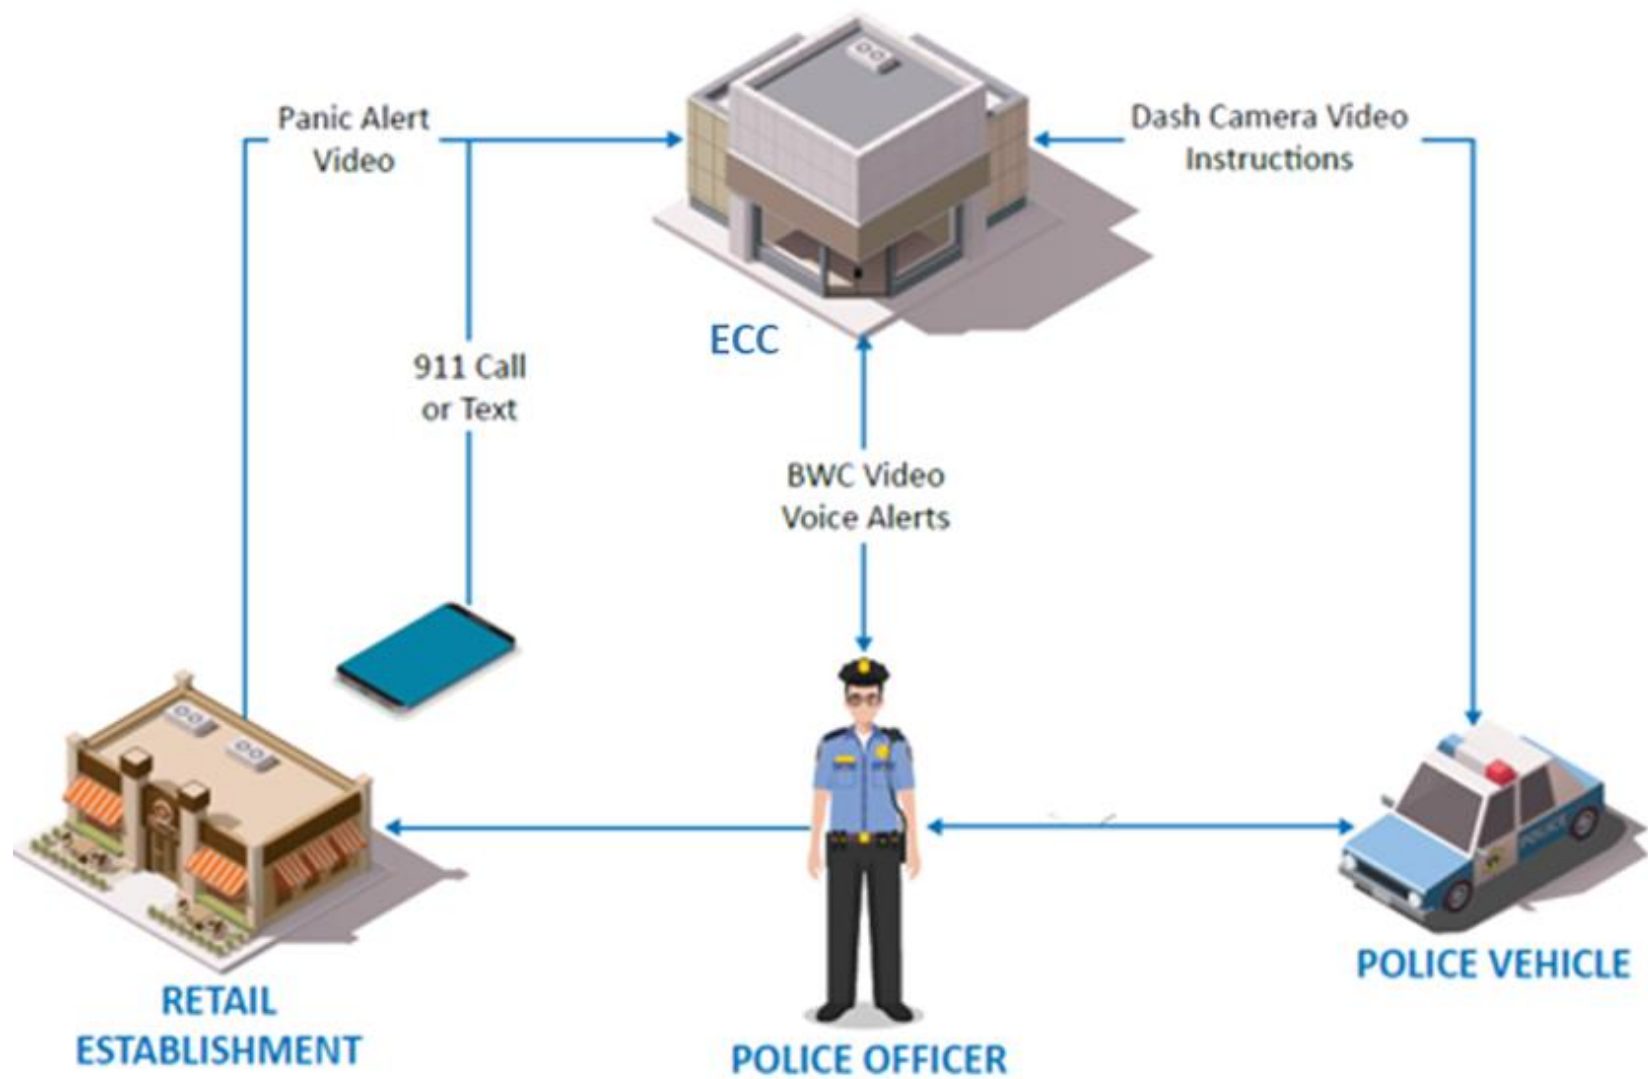 Panic Alert
Video
Dash Camera Video
Instructions
ECC
911 Call
or Text
BWC Video
Voice Alerts
POLICE
RETAIL
ESTABLISHMENT
POLICE OFFICER
POLICE VEHICLE